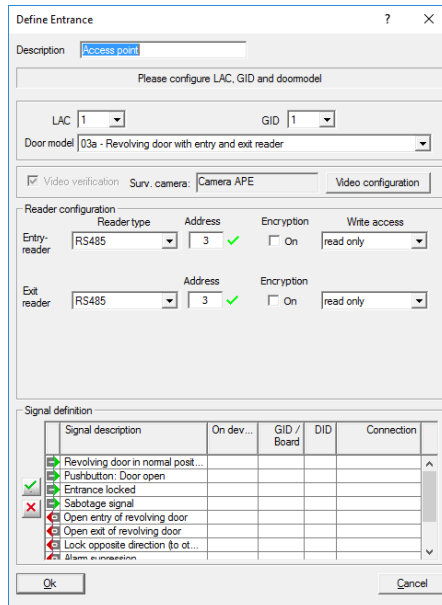 Define Entrance ? ×
Description Access point
Please configure LAC, GID and doormodel
LAC 1 GID 1
Door model 03a - Revolving door with entry and exit reader
Video verification Surv. camera: Camera APE Video configuration
Reader configuration
Readertype Address Encryption Write access
Entry-reader RS485 3 On read only
Address Encryption
Exit reader RS485 3 On read only
Signal definition
Signal description On dev... GID / Board DID Connection
Revolving door in normal posit...
Pushbutton: Door open
Entrance locked
Sabotage signal
Open entry of revolving door
Open exit of revolving door
Lock opposite direction (to ot...
Alarm supression
Ok Cancel